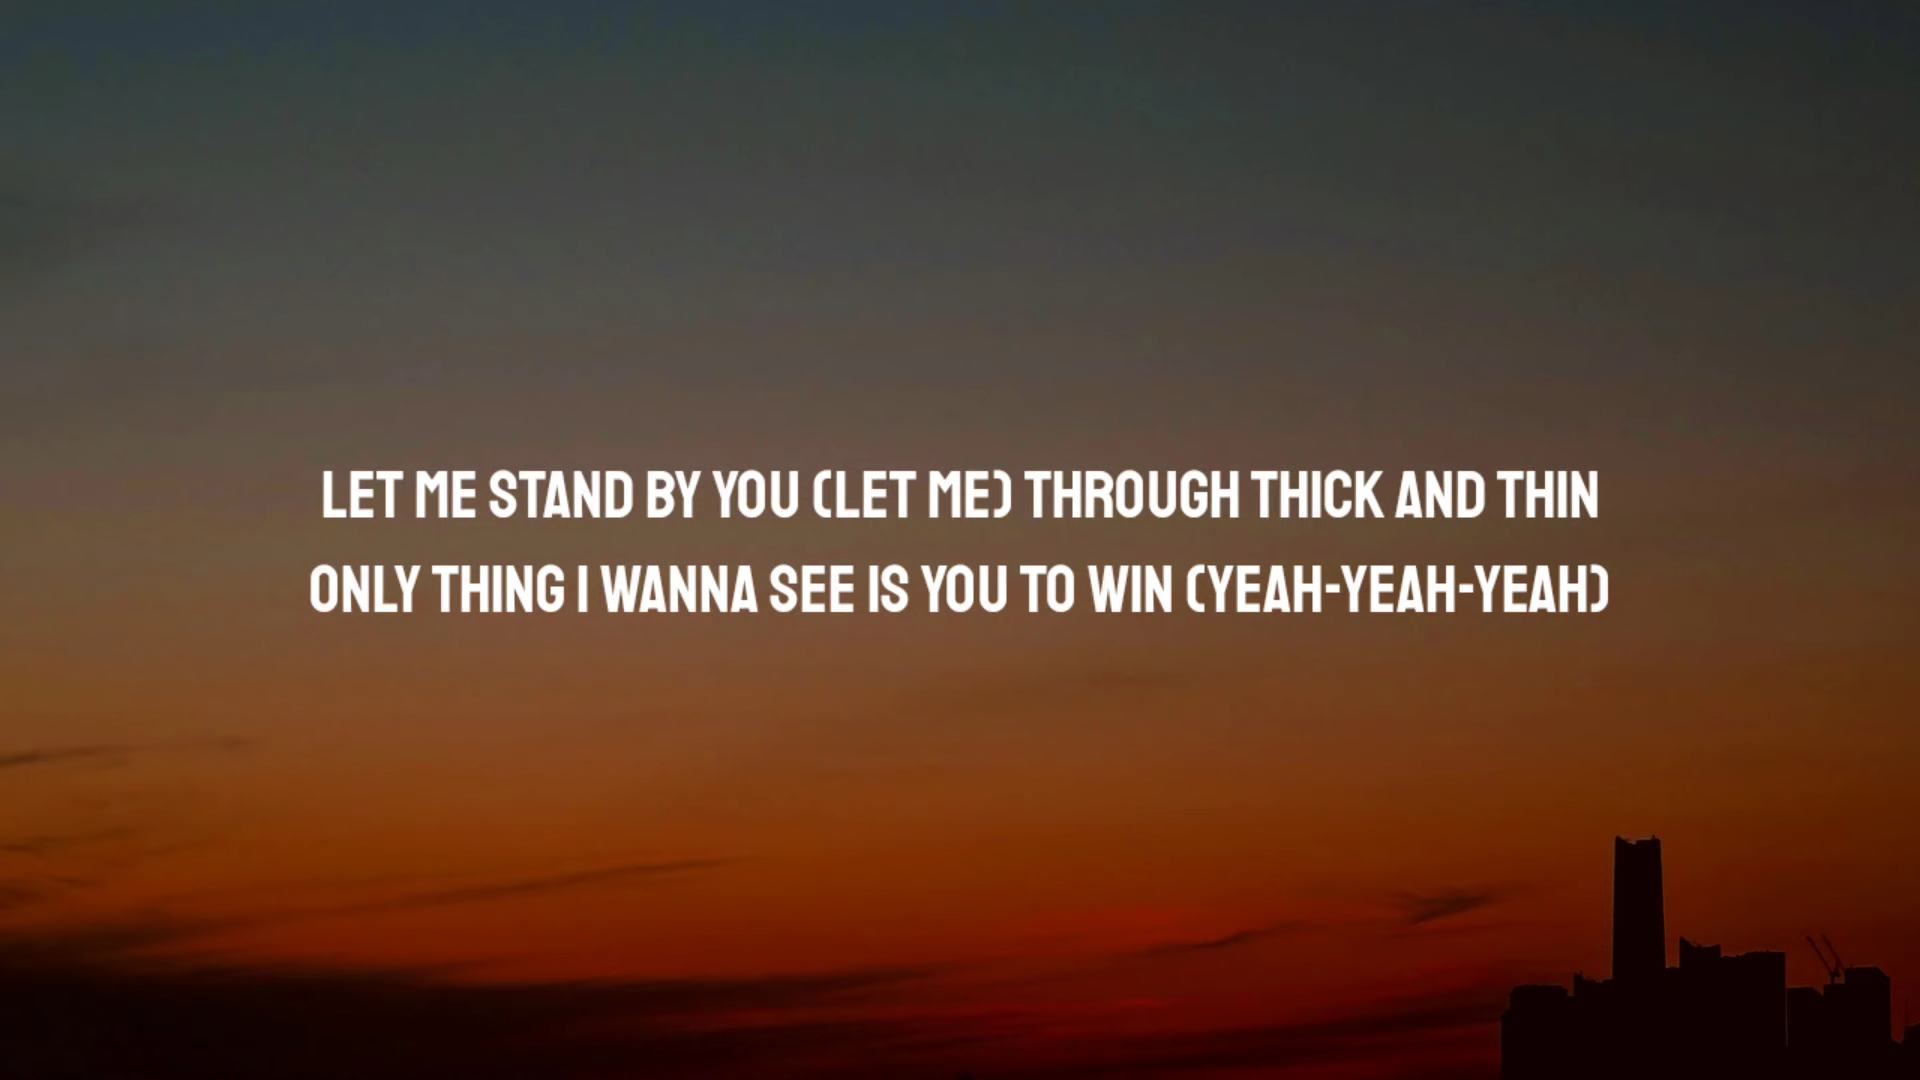 LET ME STAND BY YOU (LET ME) THROUGH THICK AND THIN
ONLY THING I WANNA SEE IS YOU TO WIN (YEAH-YEAH-YEAH)